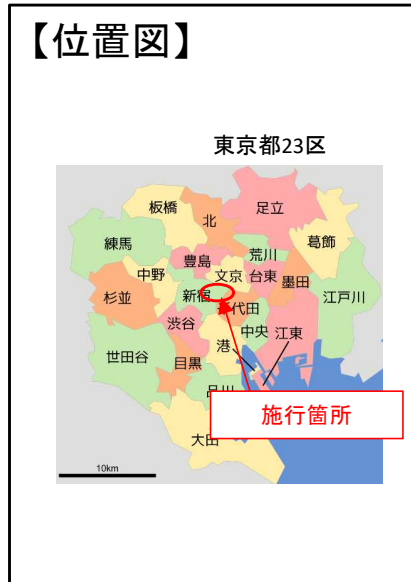 【位置図】
東京都23区
足立
板橋
北
葛飾
練馬
荒川
豊島
文京
台東
中野
墨田
杉並
新宿
江戸川
代田
渋谷
中央
江東
港
世田谷
目黒
品川
施行箇所
大田
10km